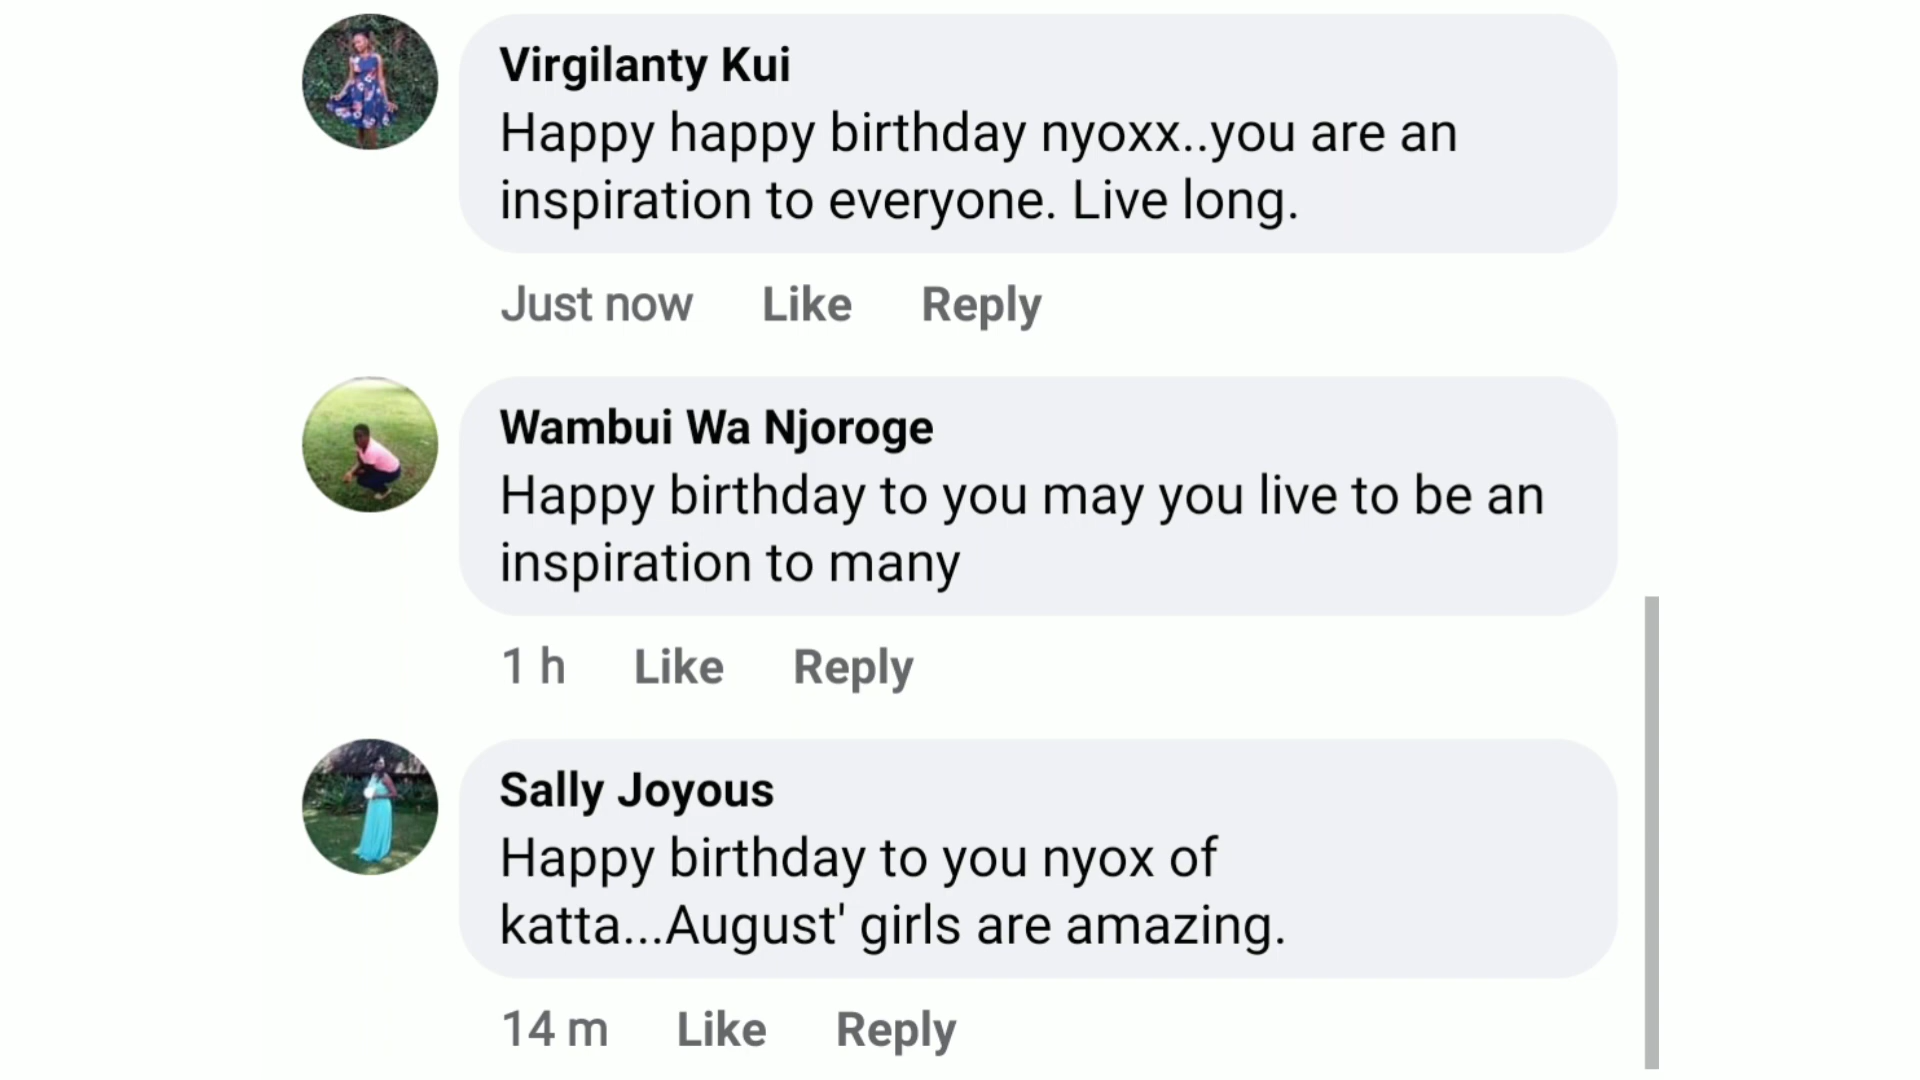 Virgilanty Kui
Happy happy birthday nyoxx..you are an
inspiration to everyone. Live long.
Just now Like Reply
Wambui Wa Njoroge
Happy birthday to you may you live to be an
inspiration to many
1 h Like Reply
Sally Joyous
Happy birthday to you nyox of
katta...August' girls are amazing.
14 m Like Reply